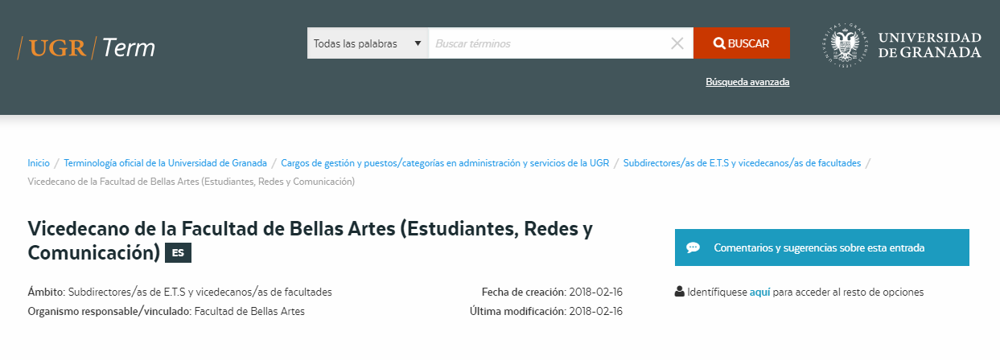 UGR Term
Todas las palabras
Buscar términos
BUSCAR
UNIVERSIDAD
DE GRANADA
UNIVERSITAS · GRANATENSIS · 1531 ·
Búsqueda avanzada
Inicio / Terminología oficial de la Universidad de Granada / Cargos de gestión y puestos/categorías en administración y servicios de la UGR / Subdirectores/as de E.T.S y vicedecanos/as de facultades /
Vicedecano de la Facultad de Bellas Artes (Estudiantes, Redes y Comunicación)
Vicedecano de la Facultad de Bellas Artes (Estudiantes, Redes y
Comunicación) ES
Comentarios y sugerencias sobre esta entrada
Ámbito: Subdirectores/as de E.T.S y vicedecanos/as de facultades
Fecha de creación: 2018-02-16
Identifíquese aquí para acceder al resto de opciones
Organismo responsable/vinculado: Facultad de Bellas Artes
Última modificación: 2018-02-16